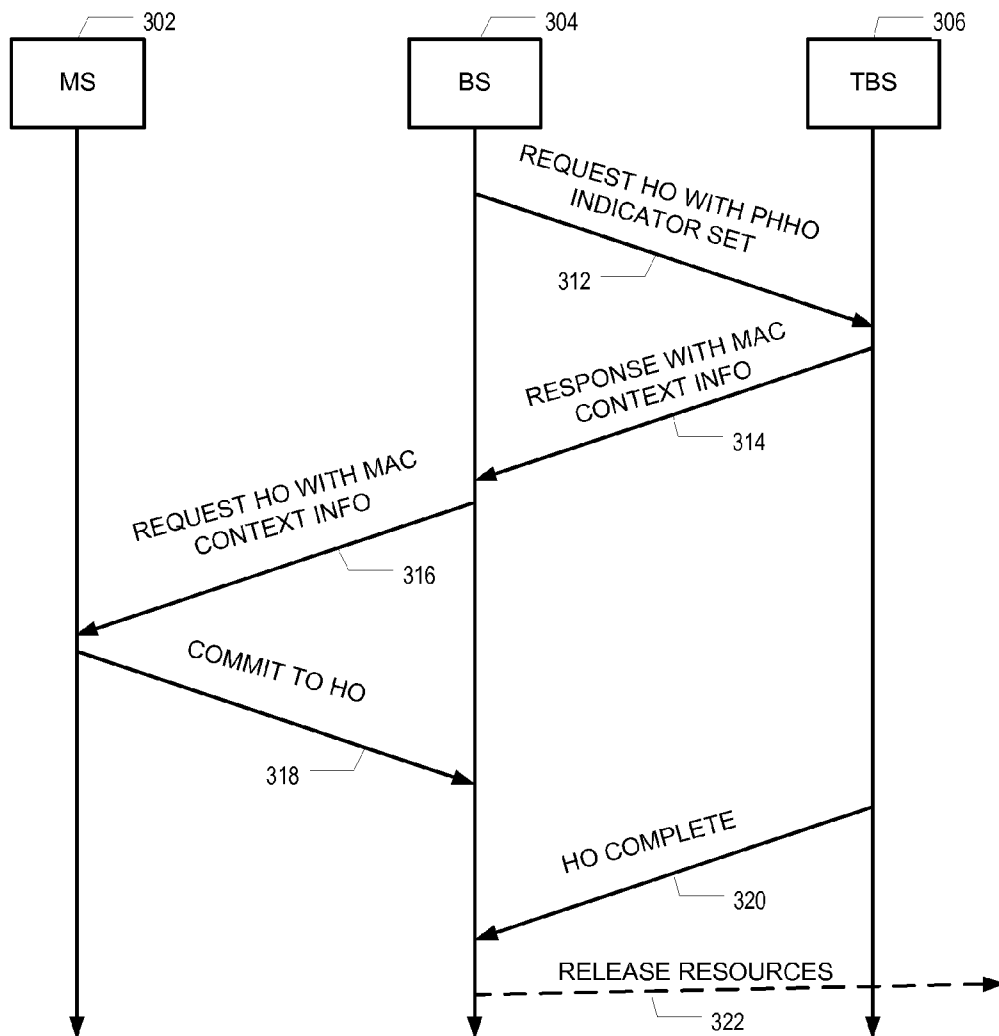 302
304
306
MS
BS
TBS
REQUEST HO WITH PHHO
INDICATOR SET
312
RESPONSE WITH MAC
CONTEXT INFO
314
REQUEST HO WITH MAC
CONTEXT INFO
316
COMMIT TO HO
318
HO COMPLETE
320
RELEASE RESOURCES
322